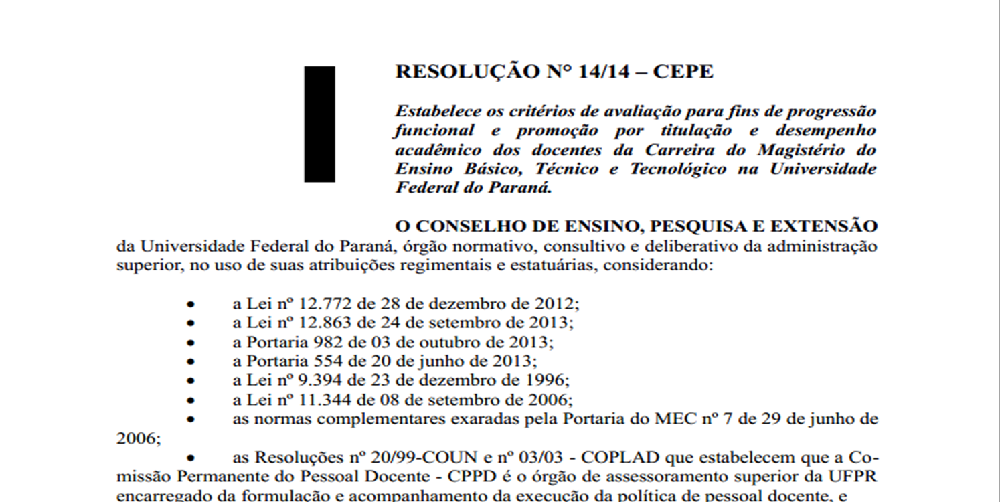 RESOLUÇÃO Nº 14/14 – CEPE
Estabelece os critérios de avaliação para fins de progressão
funcional e promoção por titulação e desempenho
acadêmico dos docentes da Carreira do Magistério do
Ensino Básico, Técnico e Tecnológico na Universidade
Federal do Paraná.
O CONSELHO DE ENSINO, PESQUISA E EXTENSÃO
da Universidade Federal do Paraná, órgão normativo, consultivo e deliberativo da administração
superior, no uso de suas atribuições regimentais e estatuárias, considerando:
• a Lei nº 12.772 de 28 de dezembro de 2012;
• a Lei nº 12.863 de 24 de setembro de 2013;
• a Portaria 982 de 03 de outubro de 2013;
• a Portaria 554 de 20 de junho de 2013;
• a Lei nº 9.394 de 23 de dezembro de 1996;
• a Lei nº 11.344 de 08 de setembro de 2006;
• as normas complementares exaradas pela Portaria do MEC nº 7 de 29 de junho de
2006;
• as Resoluções nº 20/99-COUN e nº 03/03 - COPLAD que estabelecem que a Co-
missão Permanente do Pessoal Docente - CPPD é o órgão de assessoramento superior da UFPR
encarregado da formulação e acompanhamento da execução da política de pessoal docente, e